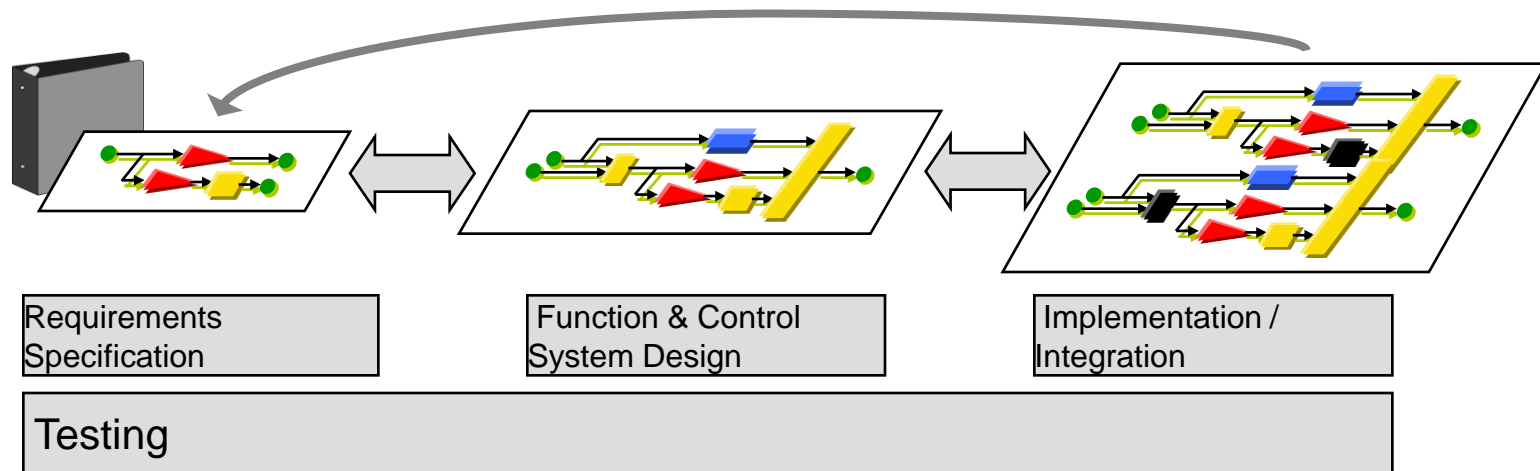 Requirements
Specification
Function & Control
System Design
Implementation /
Integration
Testing